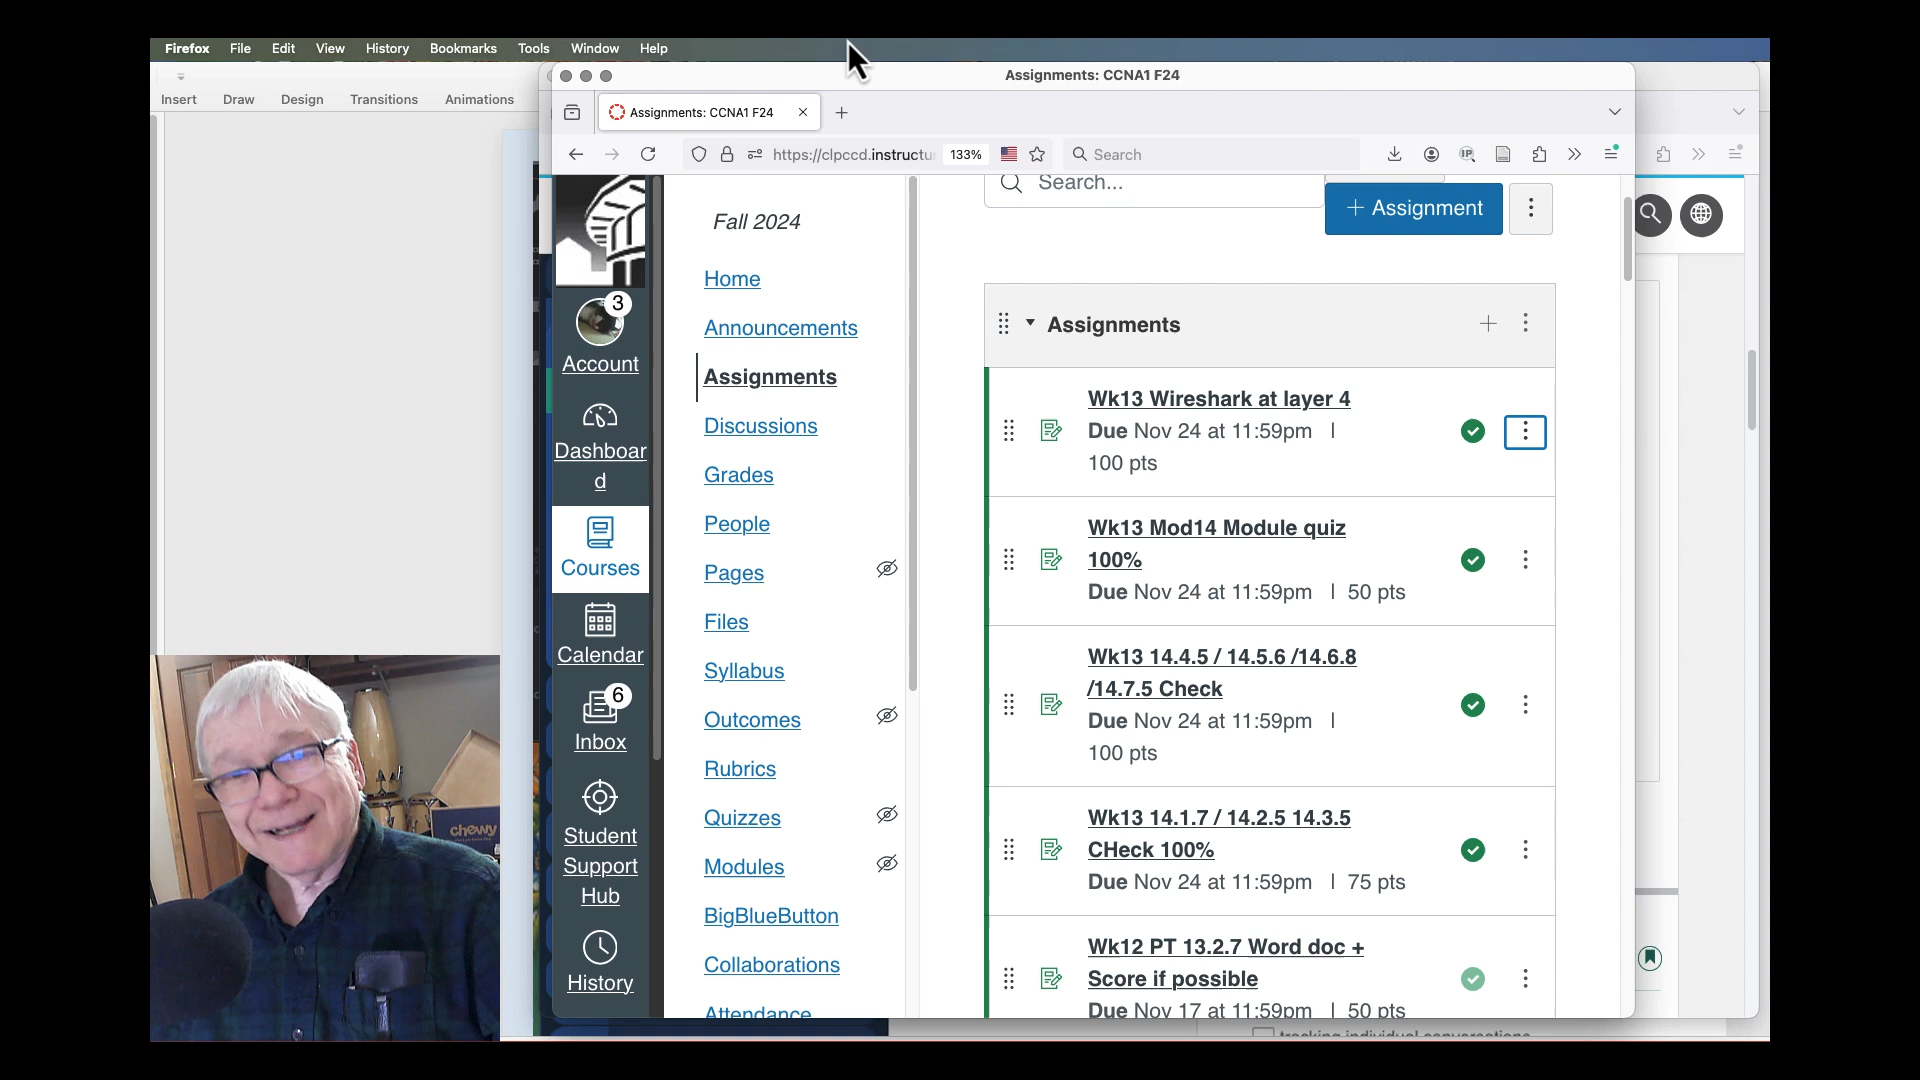 Firefox File Edit View History Bookmarks Tools Window Help
Assignments: CCNA1 F24
Insert Draw Design Transitions Animations
Assignments: CCNA1 F24
https://clpccd.instructu
133%
Search
Search...
+ Assignment
Fall 2024
Home
Announcements
Assignments
Discussions
Grades
People
Pages
Files
Syllabus
Outcomes
Rubrics
Quizzes
Modules
BigBlueButton
Collaborations
Attendance
3
Account
Dashboar
d
Courses
Calendar
6
Inbox
Student
Support
Hub
History
Assignments
Wk13 Wireshark at layer 4
Due Nov 24 at 11:59pm |
100 pts
Wk13 Mod14 Module quiz
100%
Due Nov 24 at 11:59pm | 50 pts
Wk13 14.4.5 / 14.5.6 /14.6.8
/14.7.5 Check
Due Nov 24 at 11:59pm |
100 pts
Wk13 14.1.7 / 14.2.5 14.3.5
CHeck 100%
Due Nov 24 at 11:59pm | 75 pts
Wk12 PT 13.2.7 Word doc +
Score if possible
Due Nov 17 at 11:59pm | 50 pts
tracking individual conversations
chewy
IP